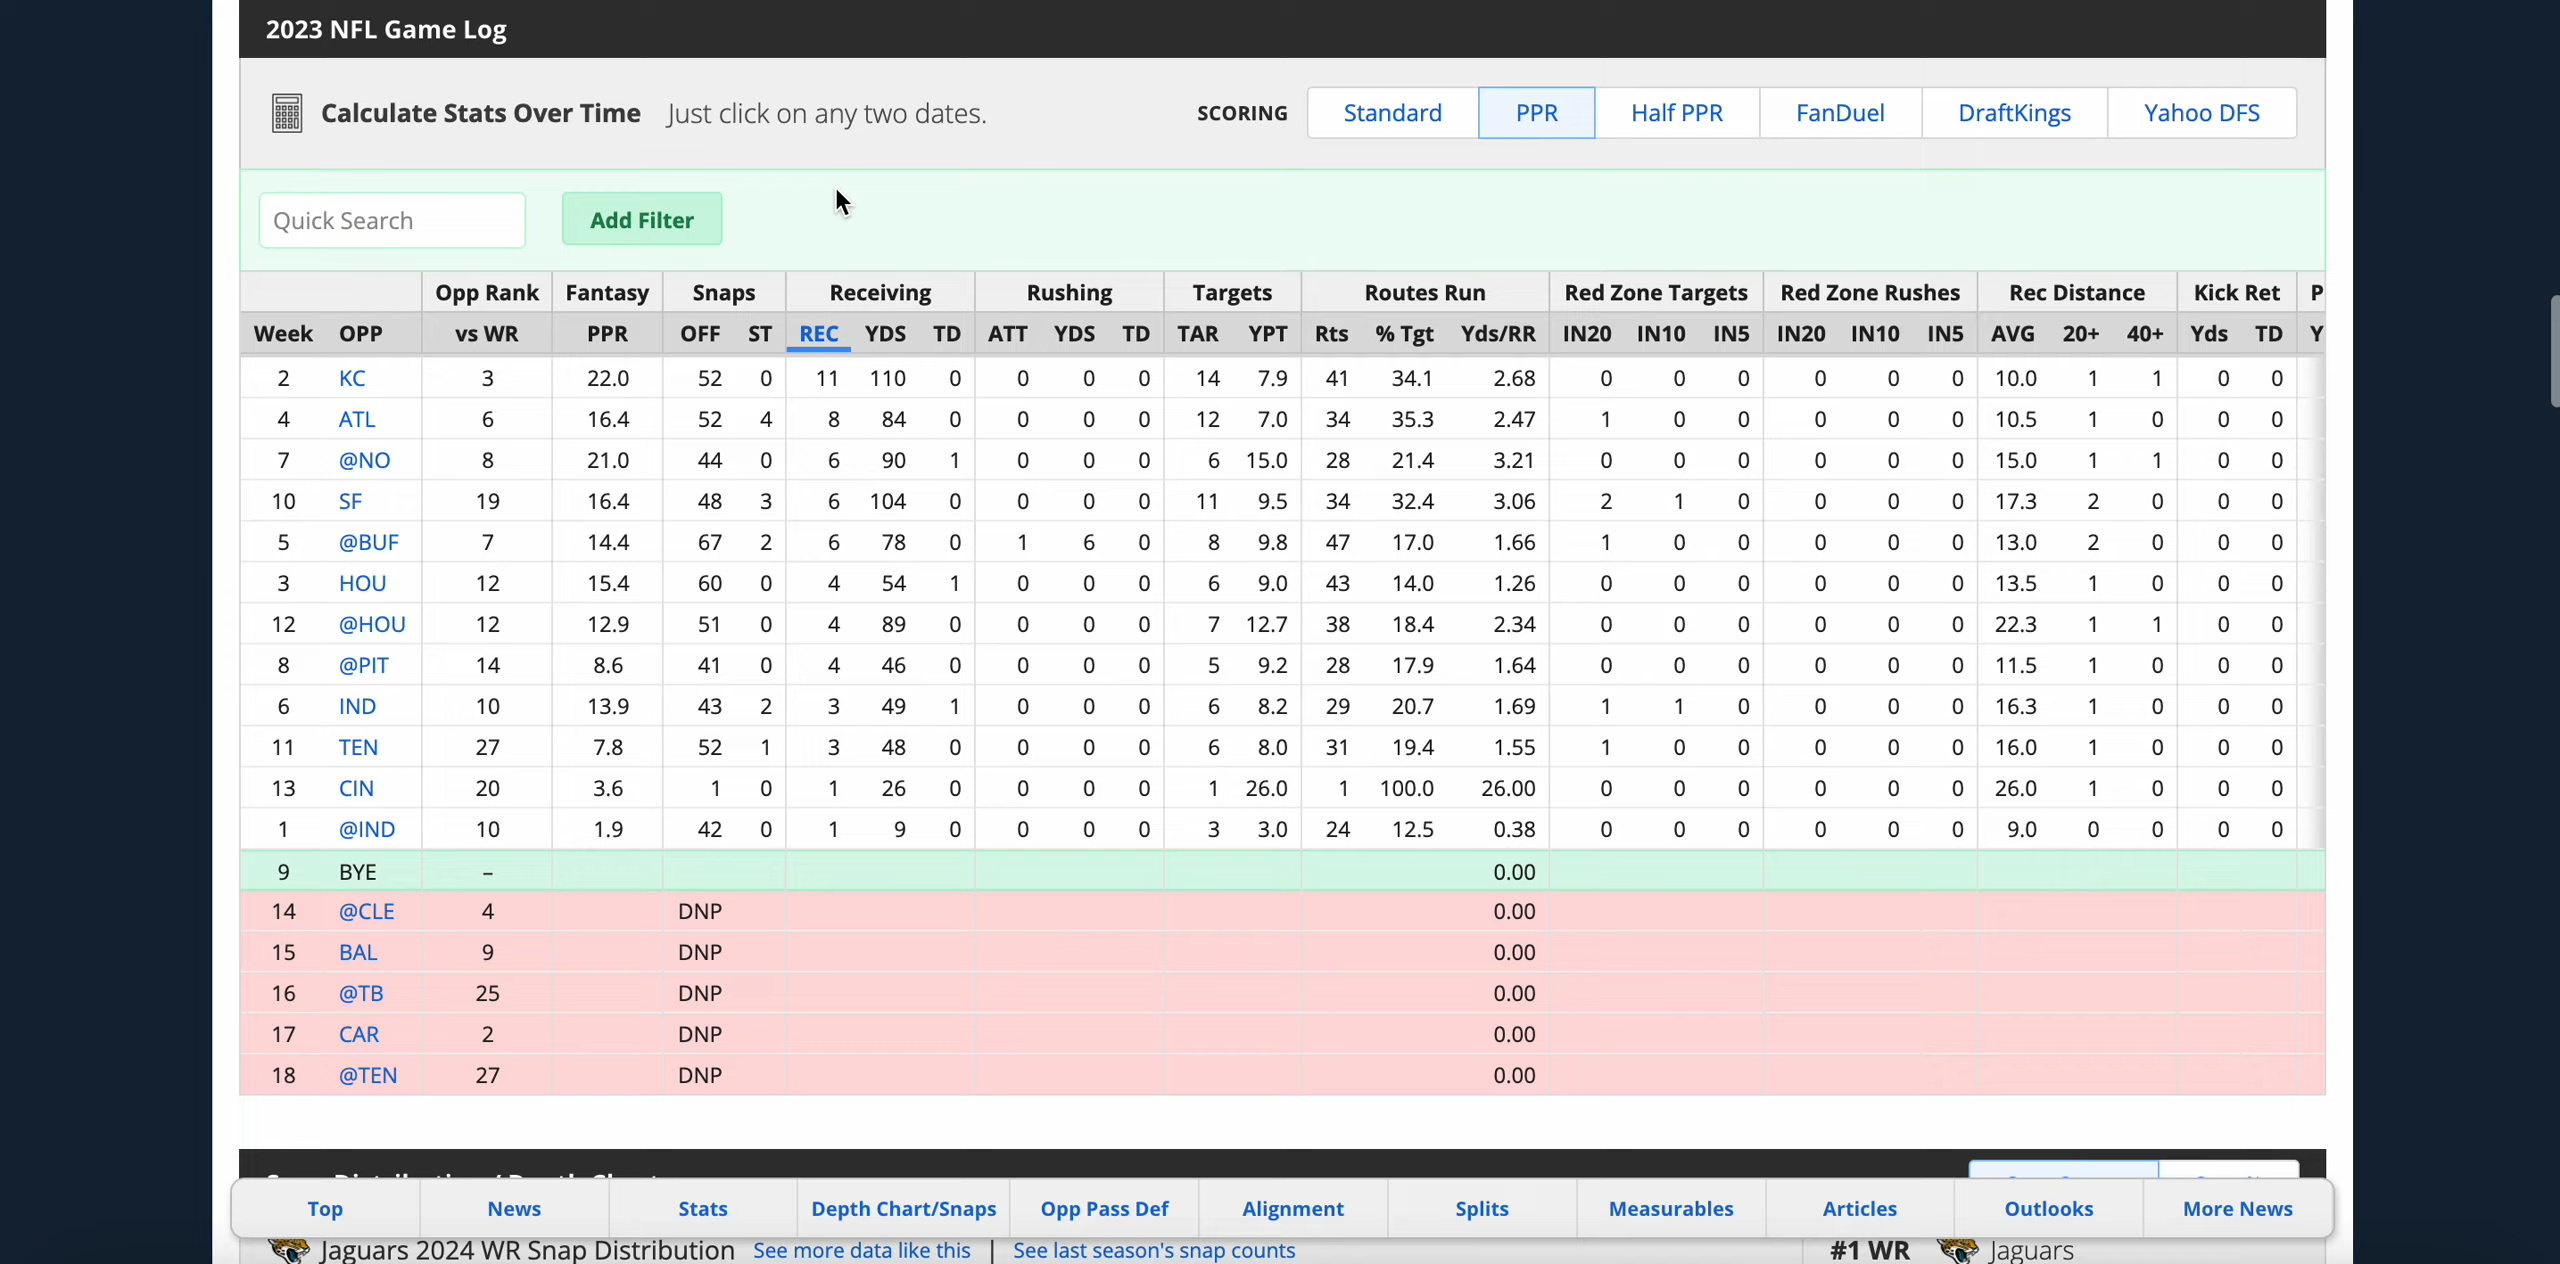 2023 NFL Game Log
Calculate Stats Over Time Just click on any two dates. SCORING Standard PPR Half PPR FanDuel DraftKings Yahoo DFS
Quick Search Add Filter
Opp Rank Fantasy Snaps Receiving Rushing Targets Routes Run Red Zone Targets Red Zone Rushes Rec Distance Kick Ret P
Week OPP vs WR PPR OFF ST REC YDS TD ATT YDS TD TAR YPT Rts % Tgt Yds/RR IN20 IN10 IN5 IN20 IN10 IN5 AVG 20+ 40+ Yds TD Y
2 KC 3 22.0 52 0 11 110 0 0 0 0 14 7.9 41 34.1 2.68 0 0 0 0 0 0 10.0 1 1 0 0
4 ATL 6 16.4 52 4 8 84 0 0 0 0 12 7.0 34 35.3 2.47 1 0 0 0 0 0 10.5 1 0 0 0
7 @NO 8 21.0 44 0 6 90 1 0 0 0 6 15.0 28 21.4 3.21 0 0 0 0 0 0 15.0 1 1 0 0
10 SF 19 16.4 48 3 6 104 0 0 0 0 11 9.5 34 32.4 3.06 2 1 0 0 0 0 17.3 2 0 0 0
5 @BUF 7 14.4 67 2 6 78 0 1 6 0 8 9.8 47 17.0 1.66 1 0 0 0 0 0 13.0 2 0 0 0
3 HOU 12 15.4 60 0 4 54 1 0 0 0 6 9.0 43 14.0 1.26 0 0 0 0 0 0 13.5 1 0 0 0
12 @HOU 12 12.9 51 0 4 89 0 0 0 0 7 12.7 38 18.4 2.34 0 0 0 0 0 0 22.3 1 1 0 0
8 @PIT 14 8.6 41 0 4 46 0 0 0 0 5 9.2 28 17.9 1.64 0 0 0 0 0 0 11.5 1 0 0 0
6 IND 10 13.9 43 2 3 49 1 0 0 0 6 8.2 29 20.7 1.69 1 1 0 0 0 0 16.3 1 0 0 0
11 TEN 27 7.8 52 1 3 48 0 0 0 0 6 8.0 31 19.4 1.55 1 0 0 0 0 0 16.0 1 0 0 0
13 CIN 20 3.6 1 0 1 26 0 0 0 0 1 26.0 1 100.0 26.00 0 0 0 0 0 0 26.0 1 0 0 0
1 @IND 10 1.9 42 0 1 9 0 0 0 0 3 3.0 24 12.5 0.38 0 0 0 0 0 0 9.0 0 0 0 0
9 BYE – 0.00
14 @CLE 4 DNP 0.00
15 BAL 9 DNP 0.00
16 @TB 25 DNP 0.00
17 CAR 2 DNP 0.00
18 @TEN 27 DNP 0.00
Top News Stats Depth Chart/Snaps Opp Pass Def Alignment Splits Measurables Articles Outlooks More News
Jaguars 2024 WR Snap Distribution See more data like this | See last season's snap counts #1 WR Jaguars